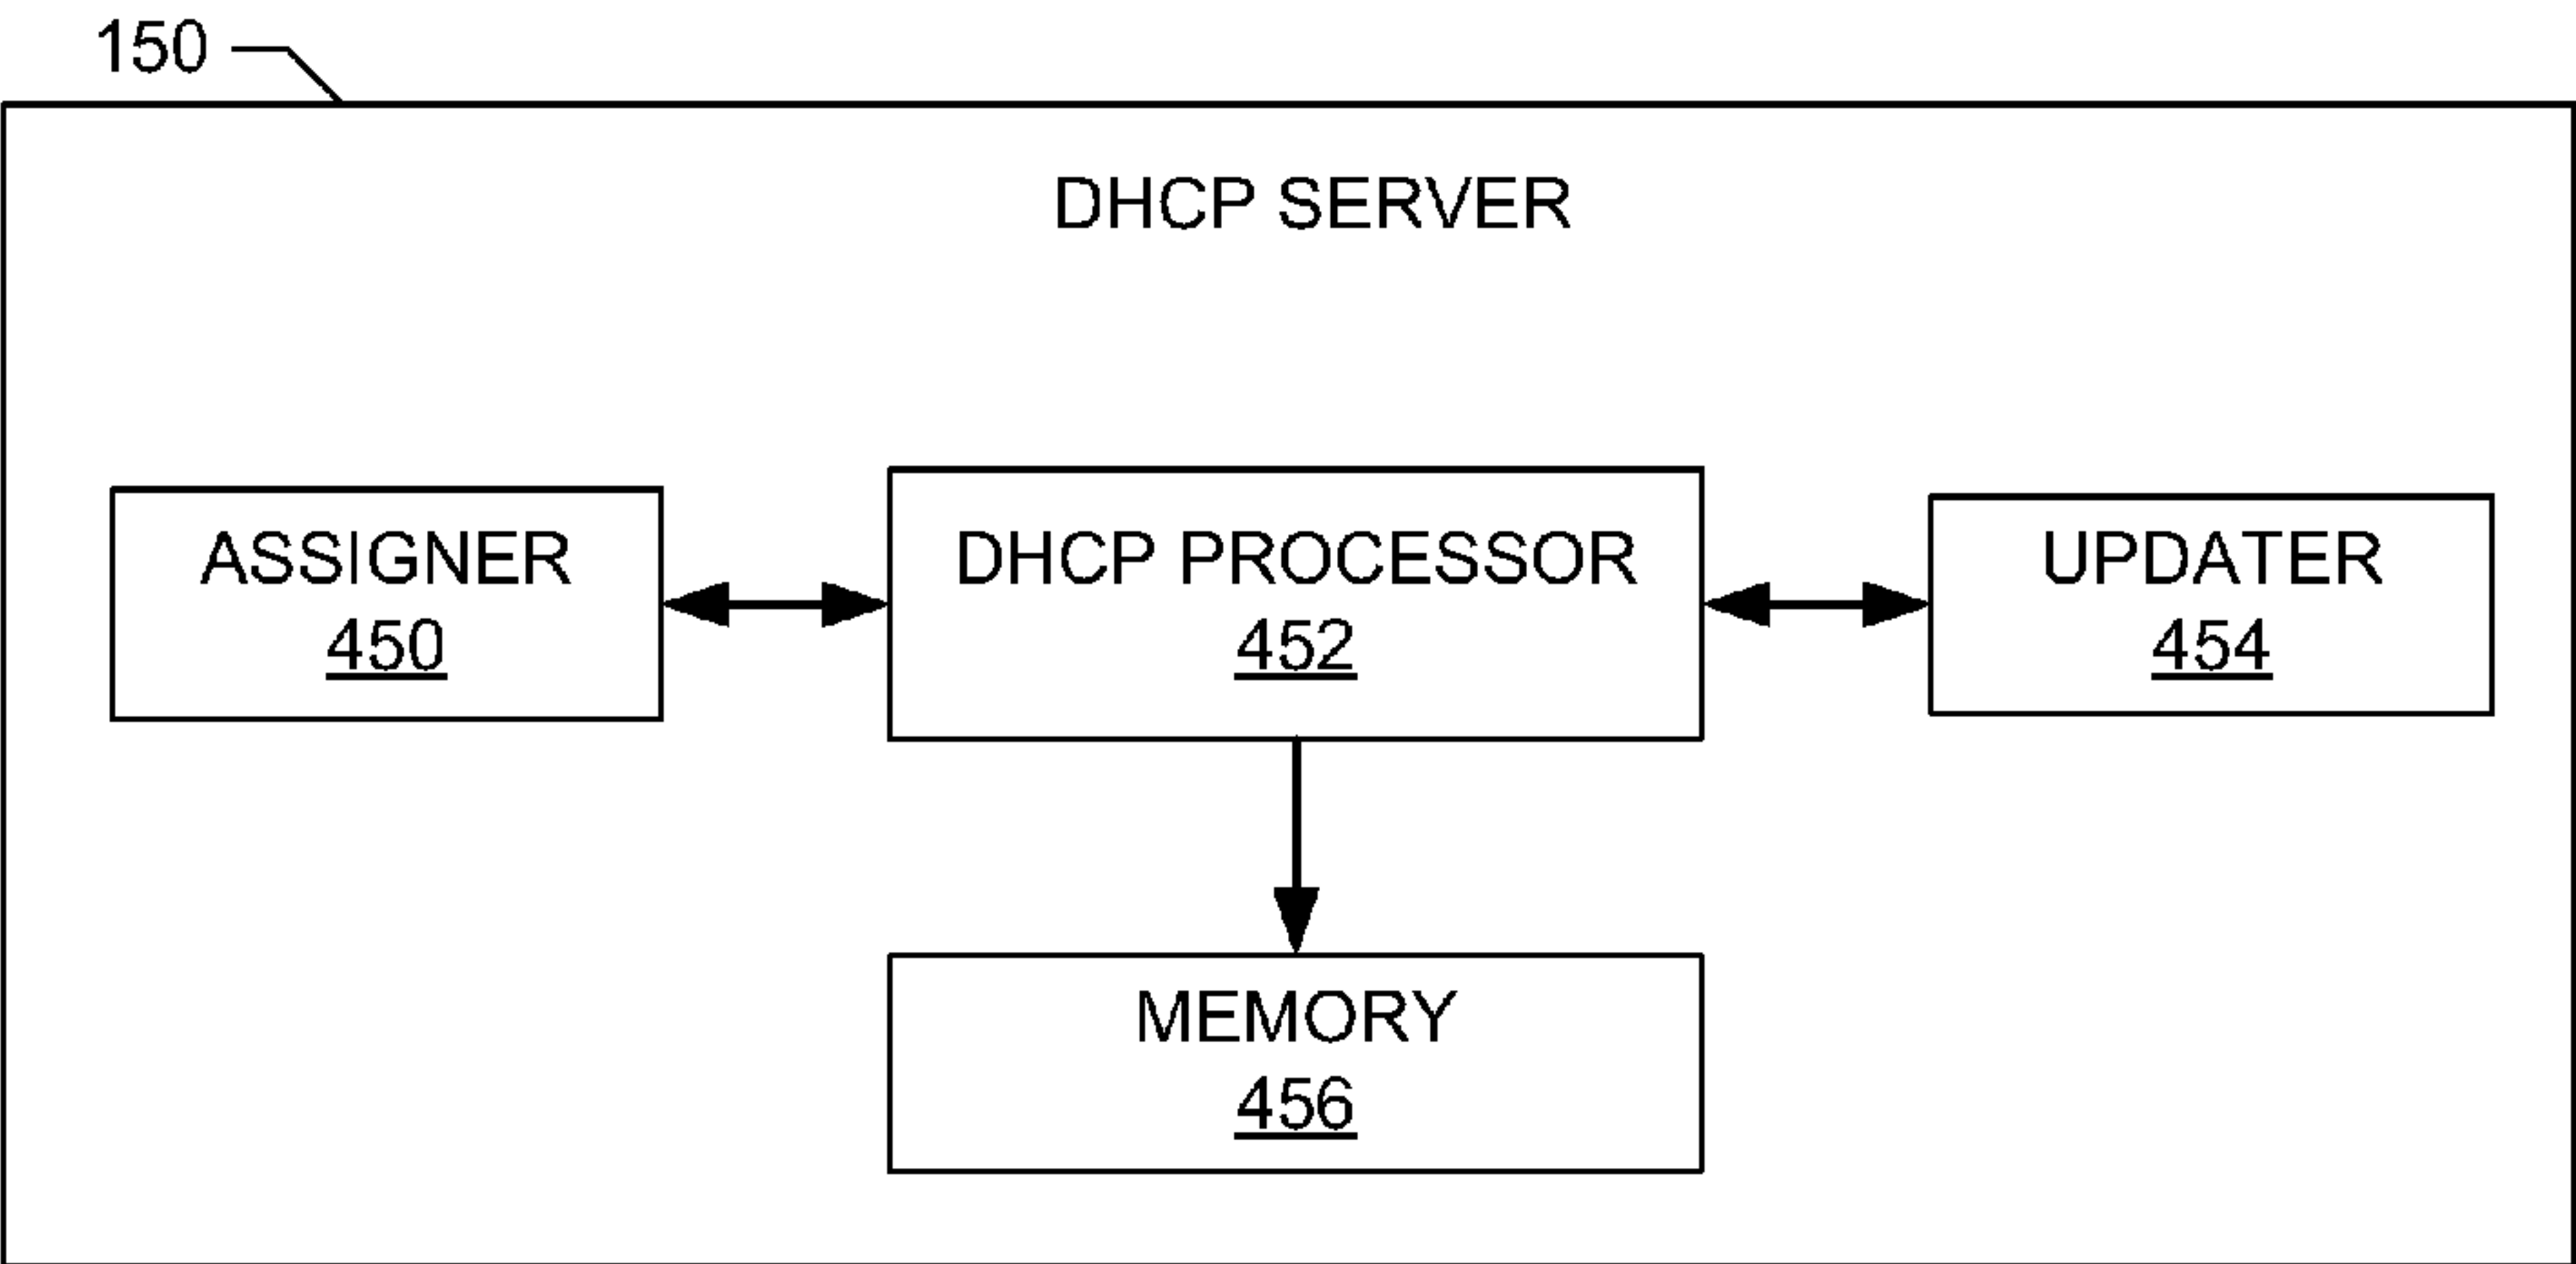 150
DHCP SERVER
ASSIGNER
450
DHCP PROCESSOR
452
UPDATER
454
MEMORY
456